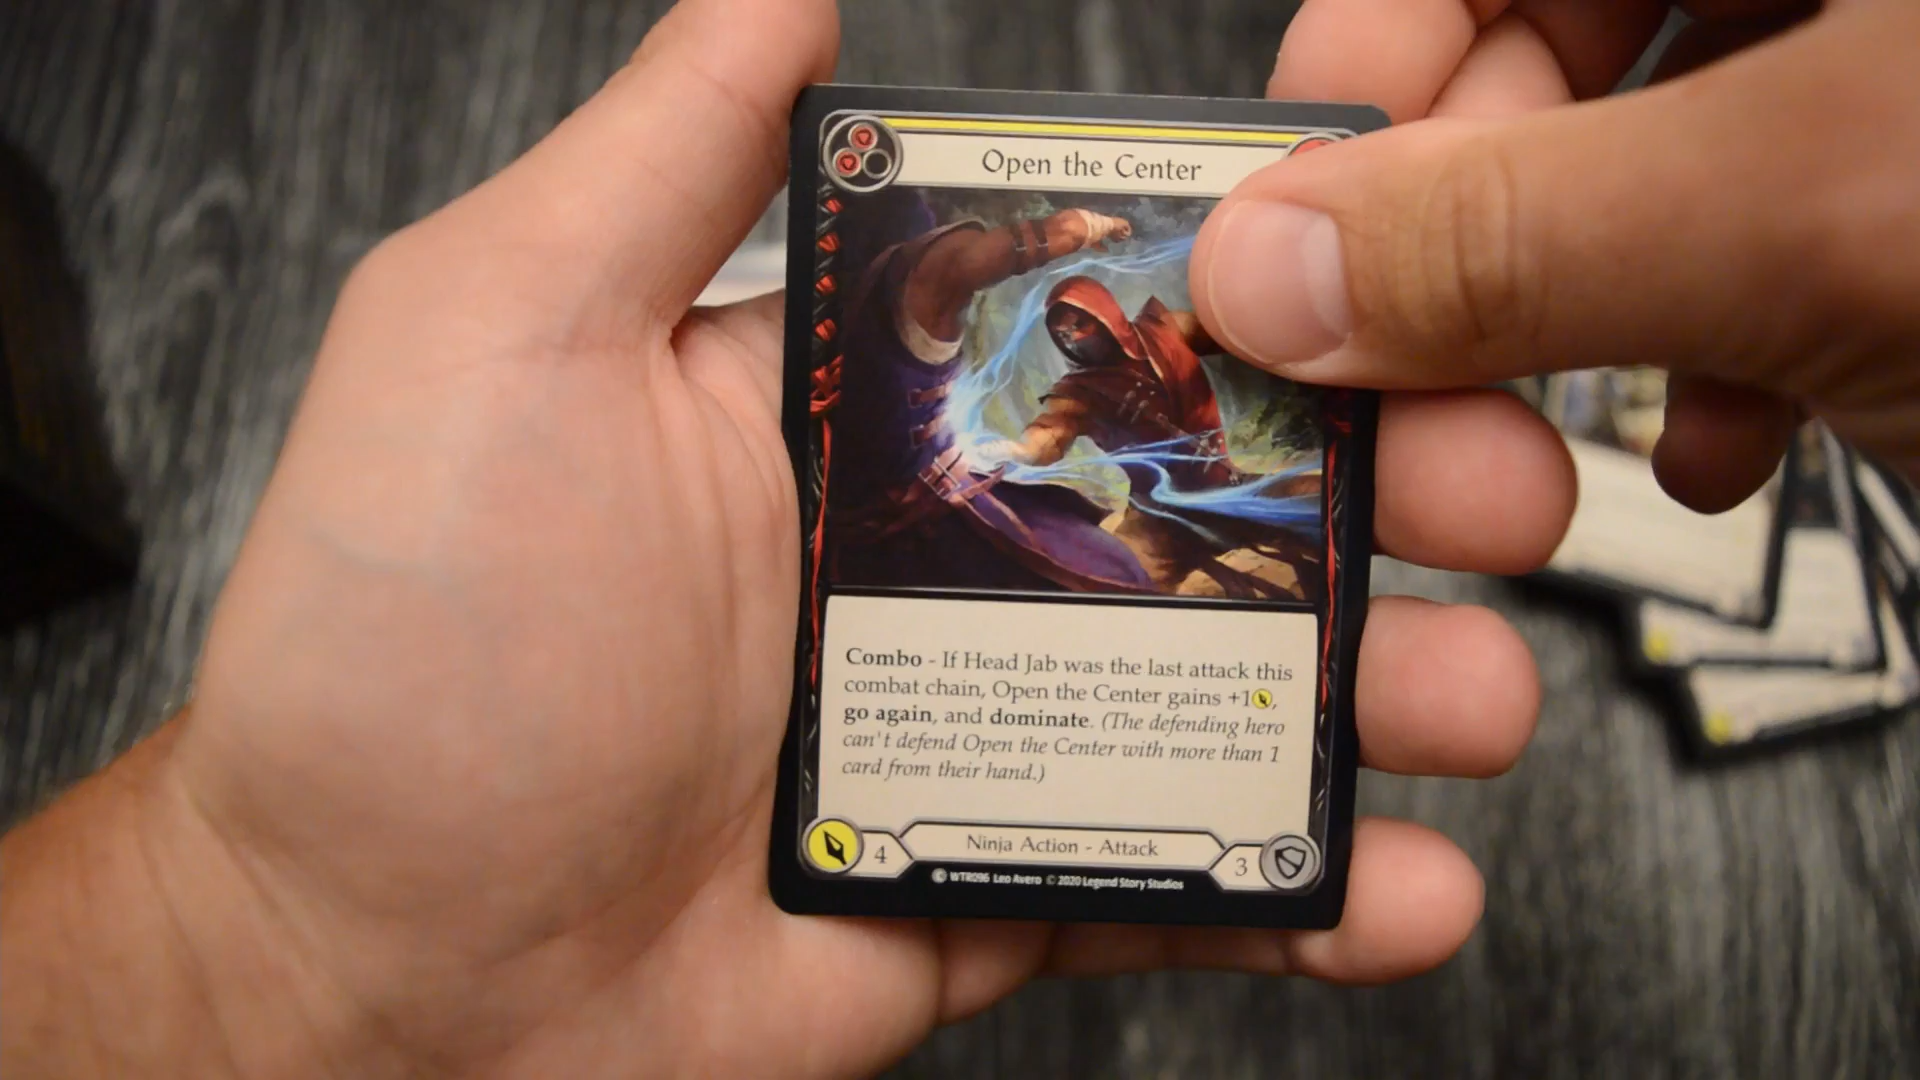 Open the Center
Combo - If Head Jab was the last attack this
combat chain, Open the Center gains +1,
go again, and dominate. (The defending hero
can't defend Open the Center with more than 1
card from their hand.)
4
Ninja Action - Attack
3
C WTR096 Leo Avero © 2020 Legend Story Studios